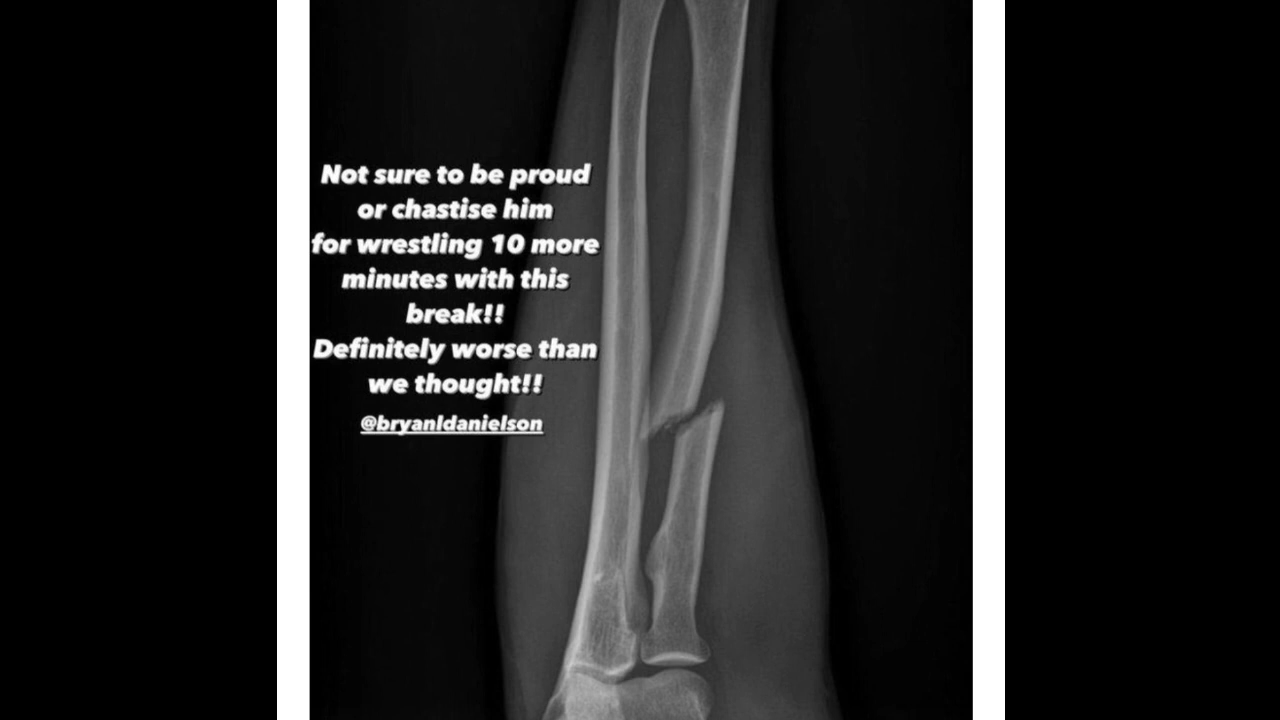 Not sure to be proud
or chastise him
for wrestling 10 more
minutes with this
break!!
Definitely worse than
we thought!!
@bryanldanielson